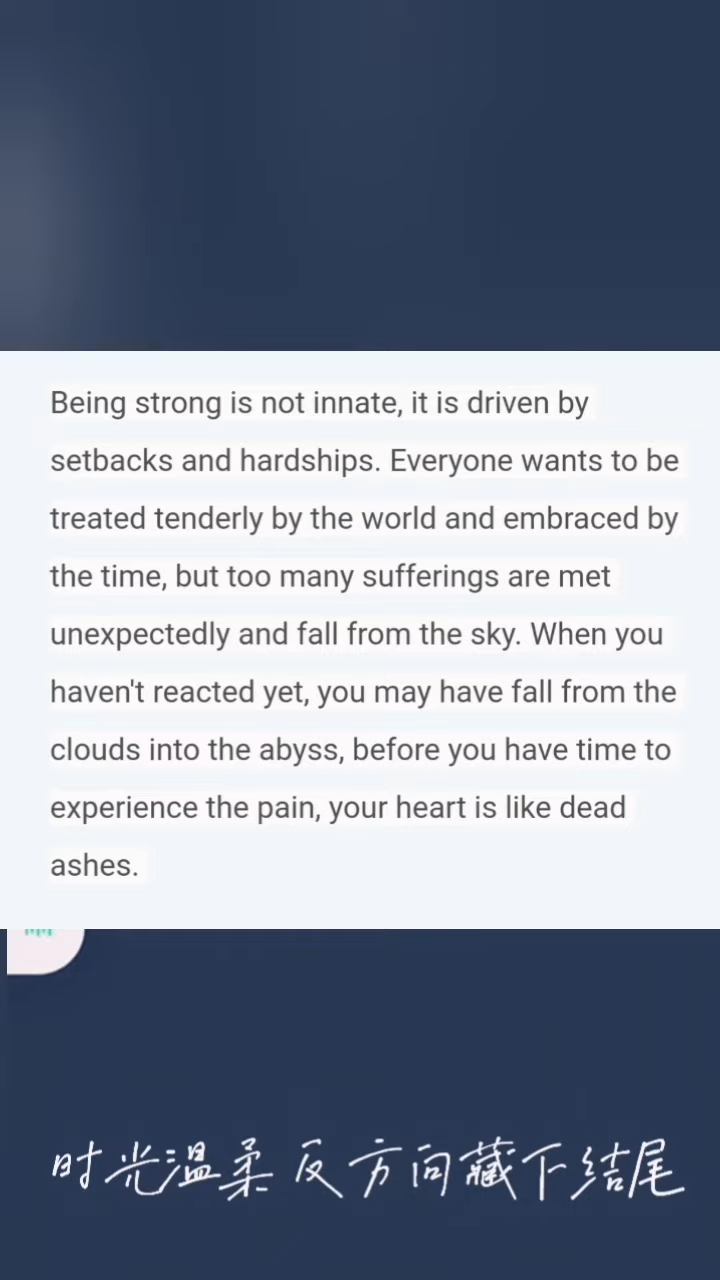 Being strong is not innate, it is driven by
setbacks and hardships. Everyone wants to be
treated tenderly by the world and embraced by
the time, but too many sufferings are met
unexpectedly and fall from the sky. When you
haven't reacted yet, you may have fall from the
clouds into the abyss, before you have time to
experience the pain, your heart is like dead
ashes.
时光温柔 反方向藏下结尾